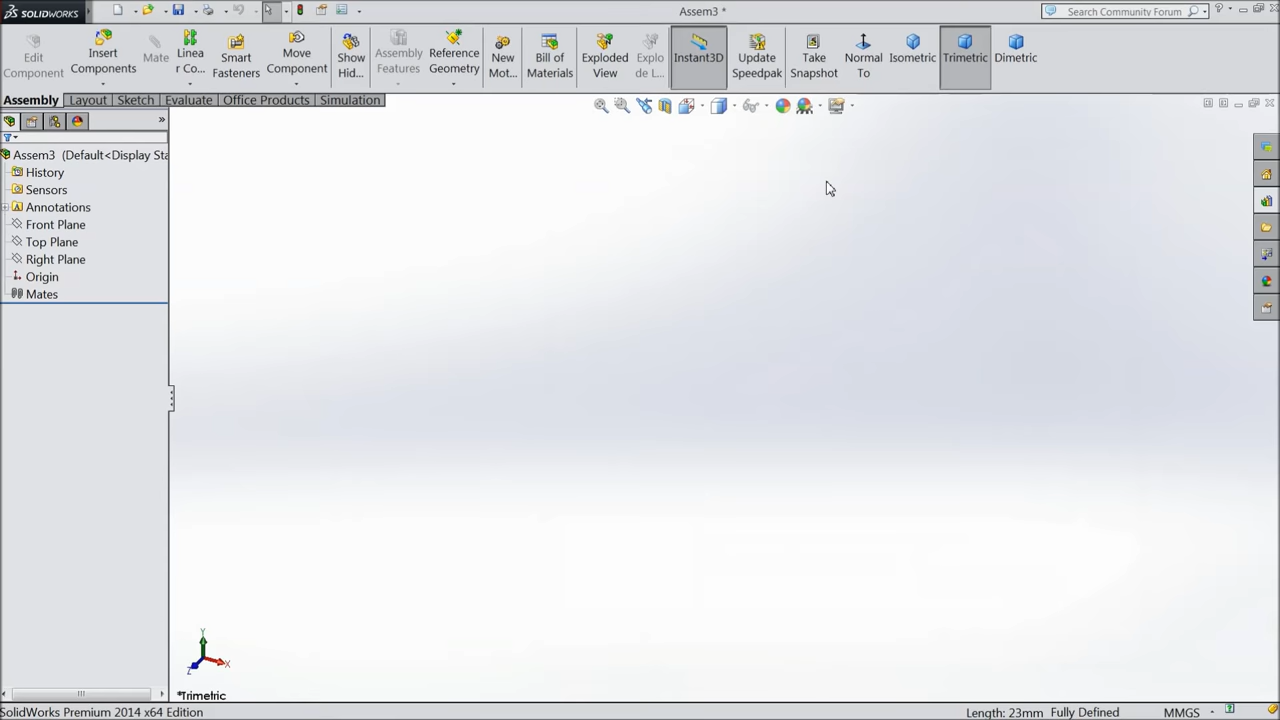 SOLIDWORKS
Assem3 *
Search Community Forum
Edit Component
Insert Components
Mate
Linea r Co...
Smart Fasteners
Move Component
Show Hid...
Assembly Features
Reference Geometry
New Mot...
Bill of Materials
Exploded View
Explo de L...
Instant3D
Update Speedpak
Take Snapshot
Normal To
Isometric
Trimetric
Dimetric
Assembly
Layout
Sketch
Evaluate
Office Products
Simulation
Assem3 (Default<Display Sta
History
Sensors
A Annotations
Front Plane
Top Plane
Right Plane
Origin
Mates
Y
X
Z
*Trimetric
SolidWorks Premium 2014 x64 Edition
Length: 23mm Fully Defined
MMGS